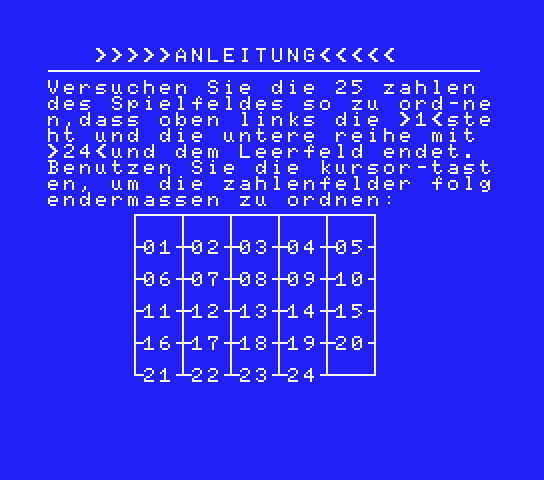 >>>>>ANLEITUNG<<<<<
Versuchen Sie die 25 zahlen
des Spielfeldes so zu ord-ne
n,dass oben links die >1<ste
ht und die untere reihe mit
>24<und dem Leerfeld endet.
Benutzen Sie die kursor-tast
en, um die zahlenfelder folg
endermassen zu ordnen:
01 02 03 04 05
06 07 08 09 10
11 12 13 14 15
16 17 18 19 20
21 22 23 24